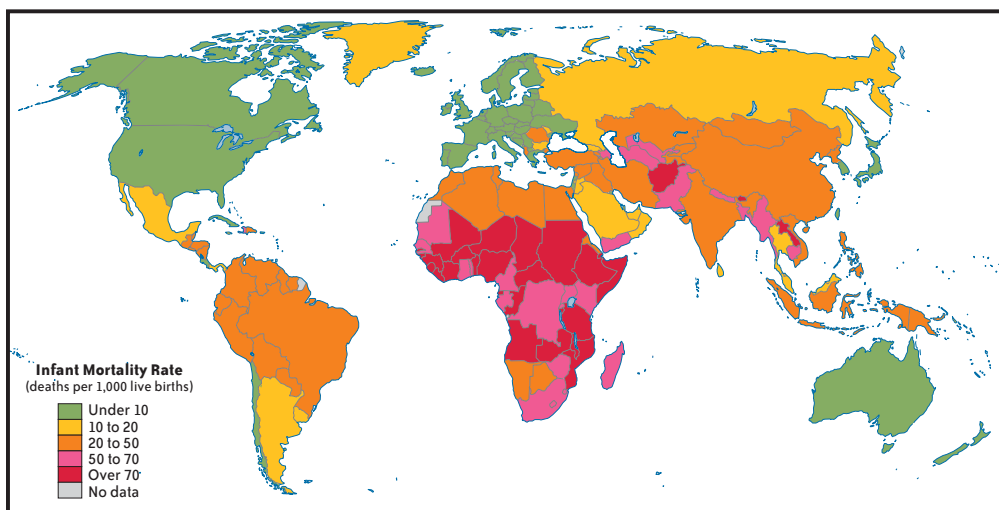 Infant Mortality Rate
(deaths per 1,000 live births)
Under 10
10 to 20
20 to 50
50 to 70
Over 70
No data